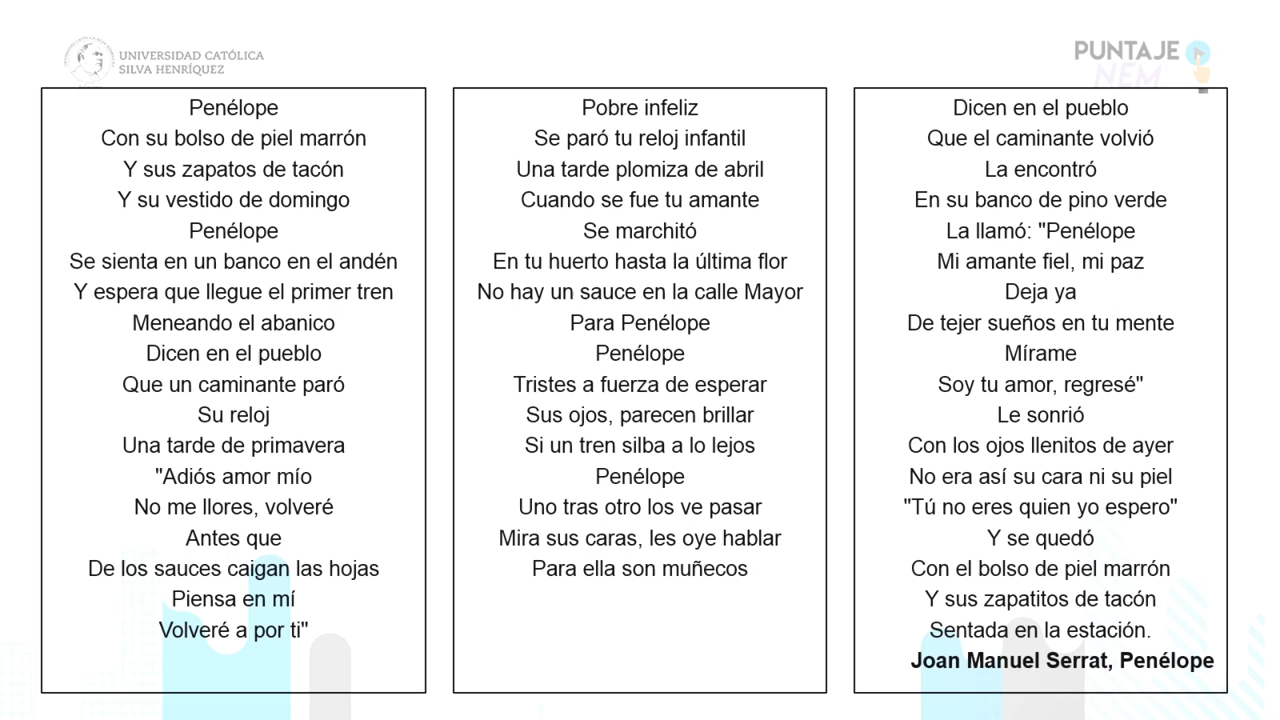 UNIVERSIDAD CATÓLICA
SILVA HENRÍQUEZ
PUNTAJE
NEM
Penélope
Con su bolso de piel marrón
Y sus zapatos de tacón
Y su vestido de domingo
Penélope
Se sienta en un banco en el andén
Y espera que llegue el primer tren
Meneando el abanico
Dicen en el pueblo
Que un caminante paró
Su reloj
Una tarde de primavera
"Adiós amor mío
No me llores, volveré
Antes que
De los sauces caigan las hojas
Piensa en mí
Volveré a por ti"
Pobre infeliz
Se paró tu reloj infantil
Una tarde plomiza de abril
Cuando se fue tu amante
Se marchitó
En tu huerto hasta la última flor
No hay un sauce en la calle Mayor
Para Penélope
Penélope
Tristes a fuerza de esperar
Sus ojos, parecen brillar
Si un tren silba a lo lejos
Penélope
Uno tras otro los ve pasar
Mira sus caras, les oye hablar
Para ella son muñecos
Dicen en el pueblo
Que el caminante volvió
La encontró
En su banco de pino verde
La llamó: "Penélope
Mi amante fiel, mi paz
Deja ya
De tejer sueños en tu mente
Mírame
Soy tu amor, regresé"
Le sonrió
Con los ojos llenitos de ayer
No era así su cara ni su piel
"Tú no eres quien yo espero"
Y se quedó
Con el bolso de piel marrón
Y sus zapatitos de tacón
Sentada en la estación.
Joan Manuel Serrat, Penélope